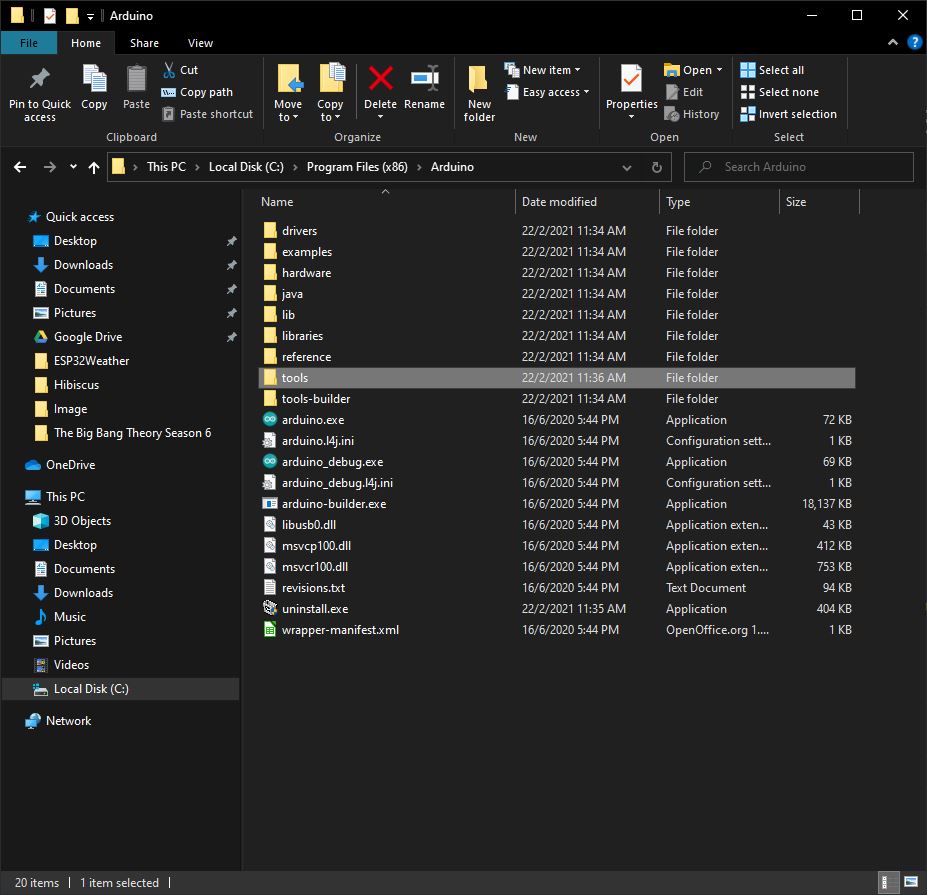 Arduino
File Home Share View
Pin to Quick access
Copy
Paste
Cut
Copy path
Paste shortcut
Clipboard
Move to
Copy to
Delete
Rename
Organize
New folder
New item
Easy access
New
Properties
Open
Edit
History
Open
Select all
Select none
Invert selection
Select
This PC > Local Disk (C:) > Program Files (x86) > Arduino
Search Arduino
Quick access
Desktop
Downloads
Documents
Pictures
Google Drive
ESP32Weather
Hibiscus
Image
The Big Bang Theory Season 6
OneDrive
This PC
3D Objects
Desktop
Documents
Downloads
Music
Pictures
Videos
Local Disk (C:)
Network
Name Date modified Type Size
drivers 22/2/2021 11:34 AM File folder
examples 22/2/2021 11:34 AM File folder
hardware 22/2/2021 11:34 AM File folder
java 22/2/2021 11:34 AM File folder
lib 22/2/2021 11:34 AM File folder
libraries 22/2/2021 11:34 AM File folder
reference 22/2/2021 11:34 AM File folder
tools 22/2/2021 11:36 AM File folder
tools-builder 22/2/2021 11:34 AM File folder
arduino.exe 16/6/2020 5:44 PM Application 72 KB
arduino.l4j.ini 16/6/2020 5:44 PM Configuration sett... 1 KB
arduino_debug.exe 16/6/2020 5:44 PM Application 69 KB
arduino_debug.l4j.ini 16/6/2020 5:44 PM Configuration sett... 1 KB
arduino-builder.exe 16/6/2020 5:44 PM Application 18,137 KB
libusb0.dll 16/6/2020 5:44 PM Application exten... 43 KB
msvcp100.dll 16/6/2020 5:44 PM Application exten... 412 KB
msvcr100.dll 16/6/2020 5:44 PM Application exten... 753 KB
revisions.txt 16/6/2020 5:44 PM Text Document 94 KB
uninstall.exe 22/2/2021 11:35 AM Application 404 KB
wrapper-manifest.xml 16/6/2020 5:44 PM OpenOffice.org 1.... 1 KB
20 items 1 item selected